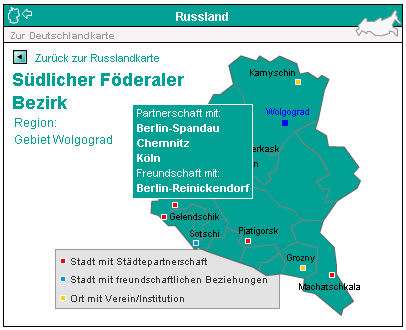 Russland
Zur Deutschlandkarte
Zurück zur Russlandkarte
Südlicher Föderaler
Bezirk
Region:
Gebiet Wolgograd
Kamyschin
Wolgograd
Partnerschaft mit:
Berlin-Spandau
Chemnitz
Köln
Freundschaft mit:
Berlin-Reinickendorf
Gelendschik
Sotschi
Pjatigorsk
Grozny
Machatschkala
Stadt mit Städtepartnerschaft
Stadt mit freundschaftlichen Beziehungen
Ort mit Verein/Institution